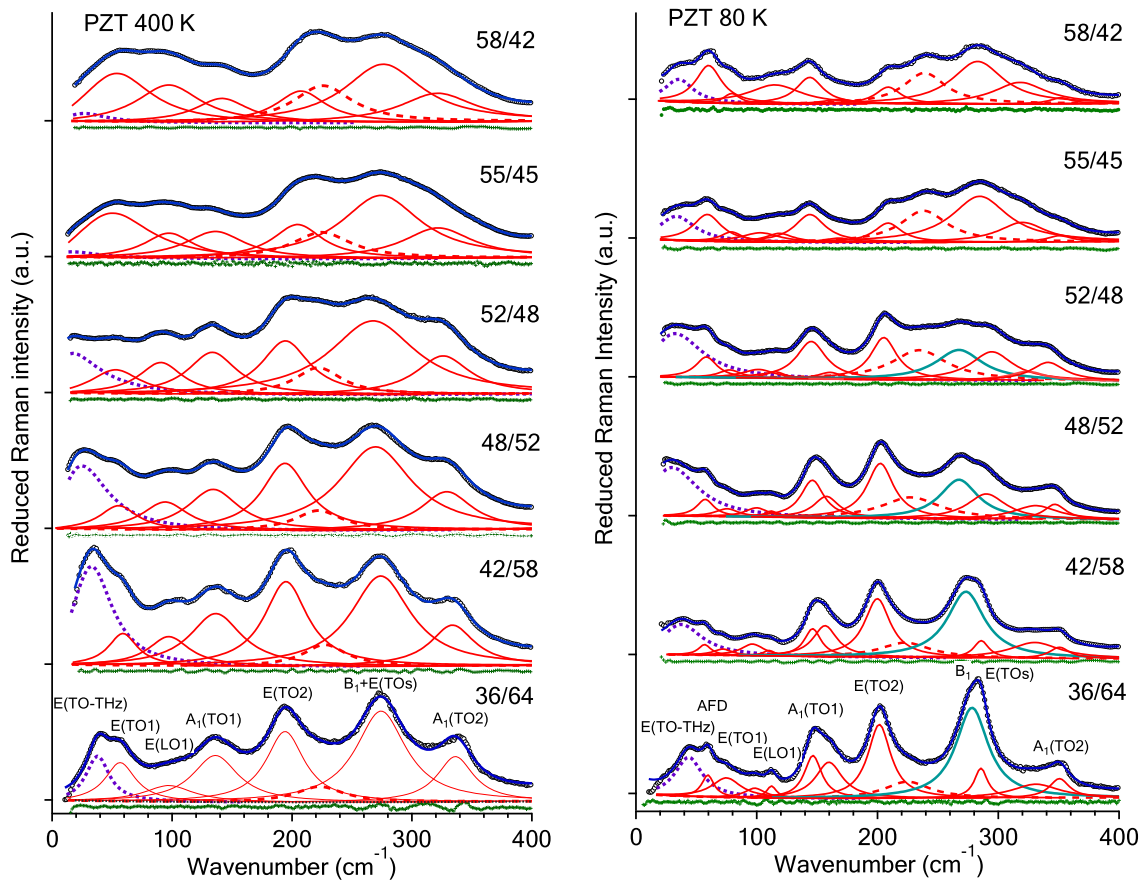 PZT 400 K
58/42
55/45
52/48
48/52
42/58
36/64
E(TO-THz)
E(TO1)
E(LO1)
A1(TO1)
E(TO2)
B1+E(TOs)
A1(TO2)
0 100 200 300 400
Wavenumber (cm-1)
Reduced Raman intensity (a.u.)
PZT 80 K
58/42
55/45
52/48
48/52
42/58
36/64
E(TO-THz)
AFD
E(TO1)
E(LO1)
A1(TO1)
E(TO2)
B1
E(TOs)
A1(TO2)
0 100 200 300 400
Wavenumber (cm-1)
Reduced Raman Intensity (a.u.)